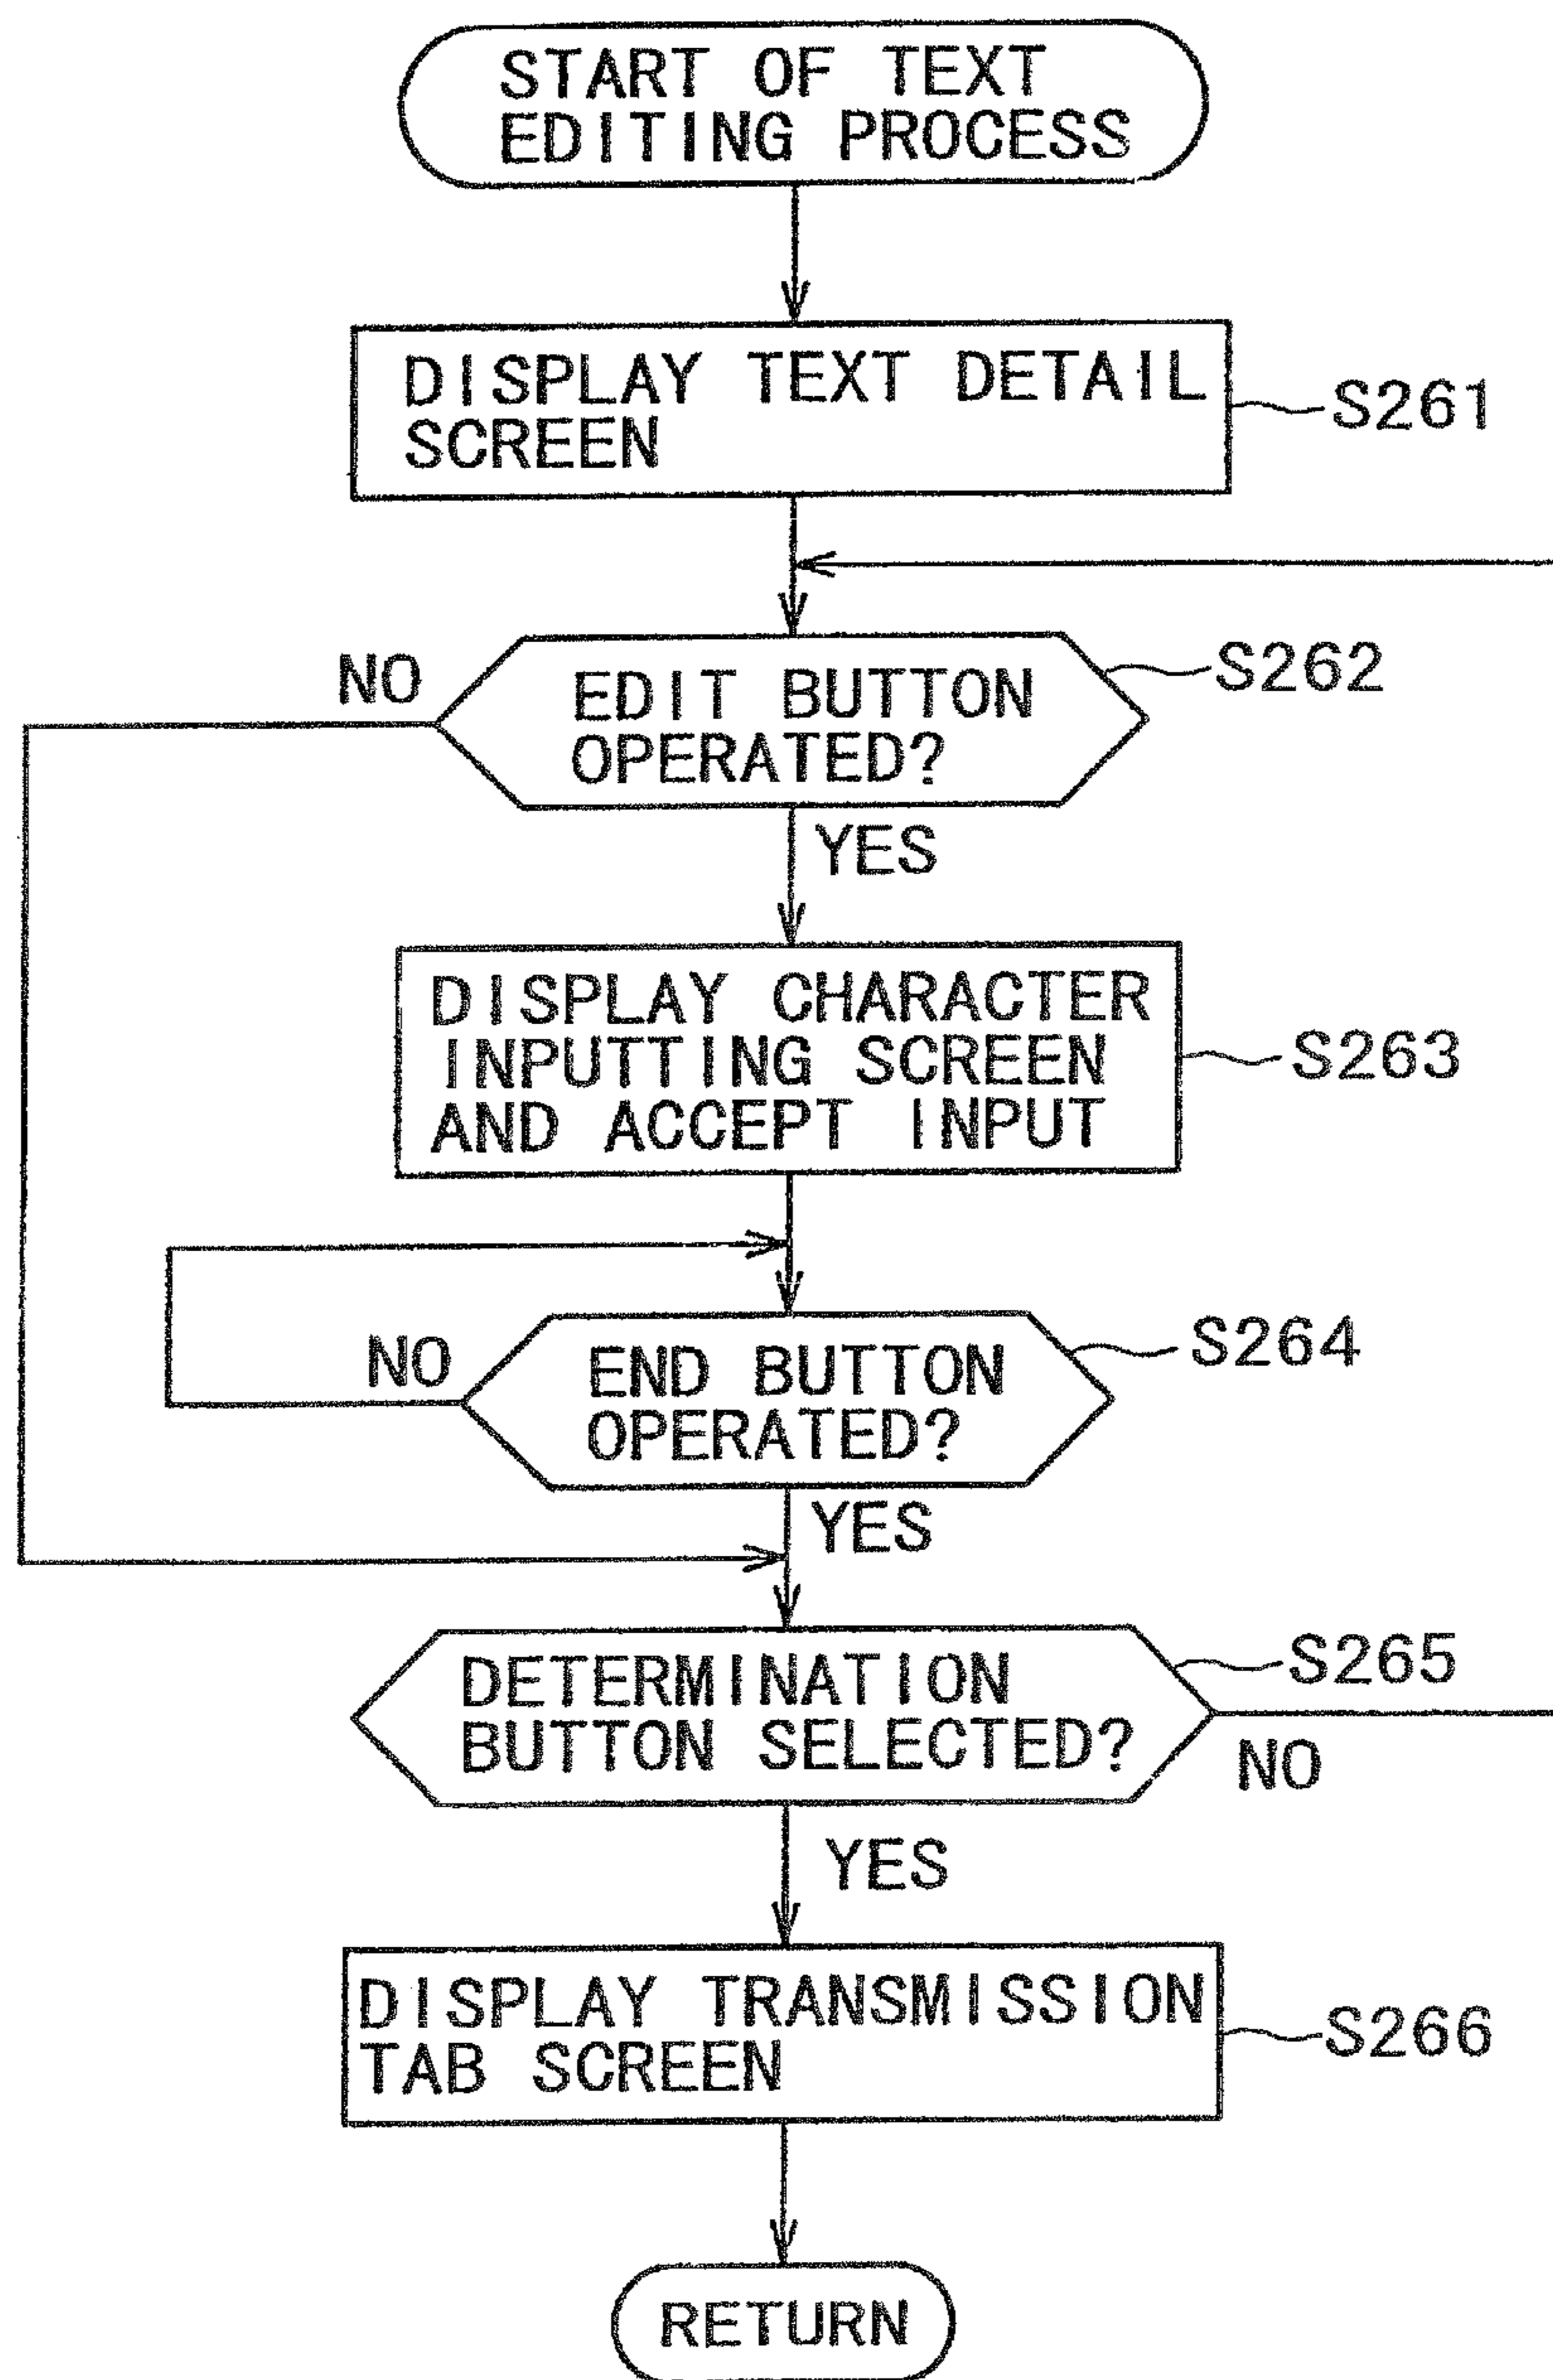 START OF TEXT
EDITING PROCESS
DISPLAY TEXT DETAIL
SCREEN
S261
NO
S262
EDIT BUTTON
OPERATED?
YES
DISPLAY CHARACTER
INPUTTING SCREEN
AND ACCEPT INPUT
S263
NO
S264
END BUTTON
OPERATED?
YES
S265
DETERMINATION
BUTTON SELECTED?
NO
YES
DISPLAY TRANSMISSION
TAB SCREEN
S266
RETURN